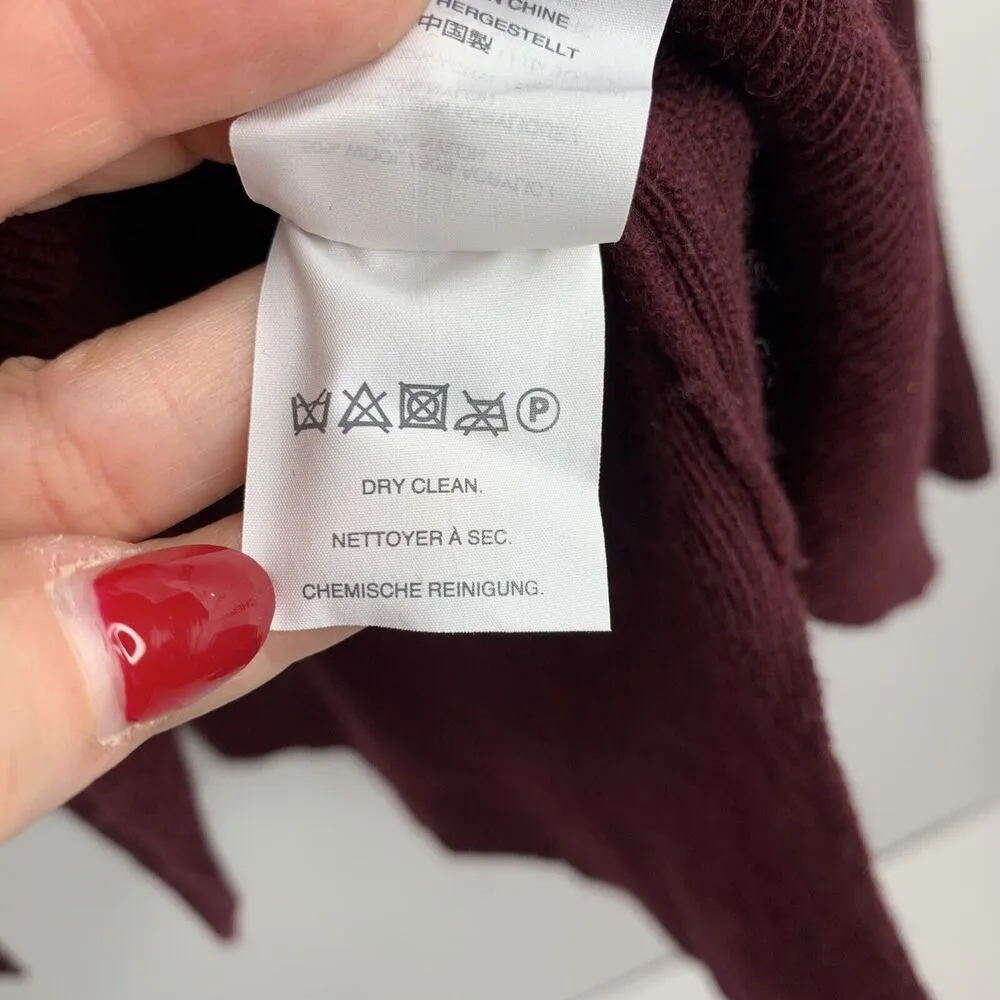 N CHINE
HERGESTELLT
中国製
P
DRY CLEAN.
NETTOYER À SEC.
CHEMISCHE REINIGUNG.